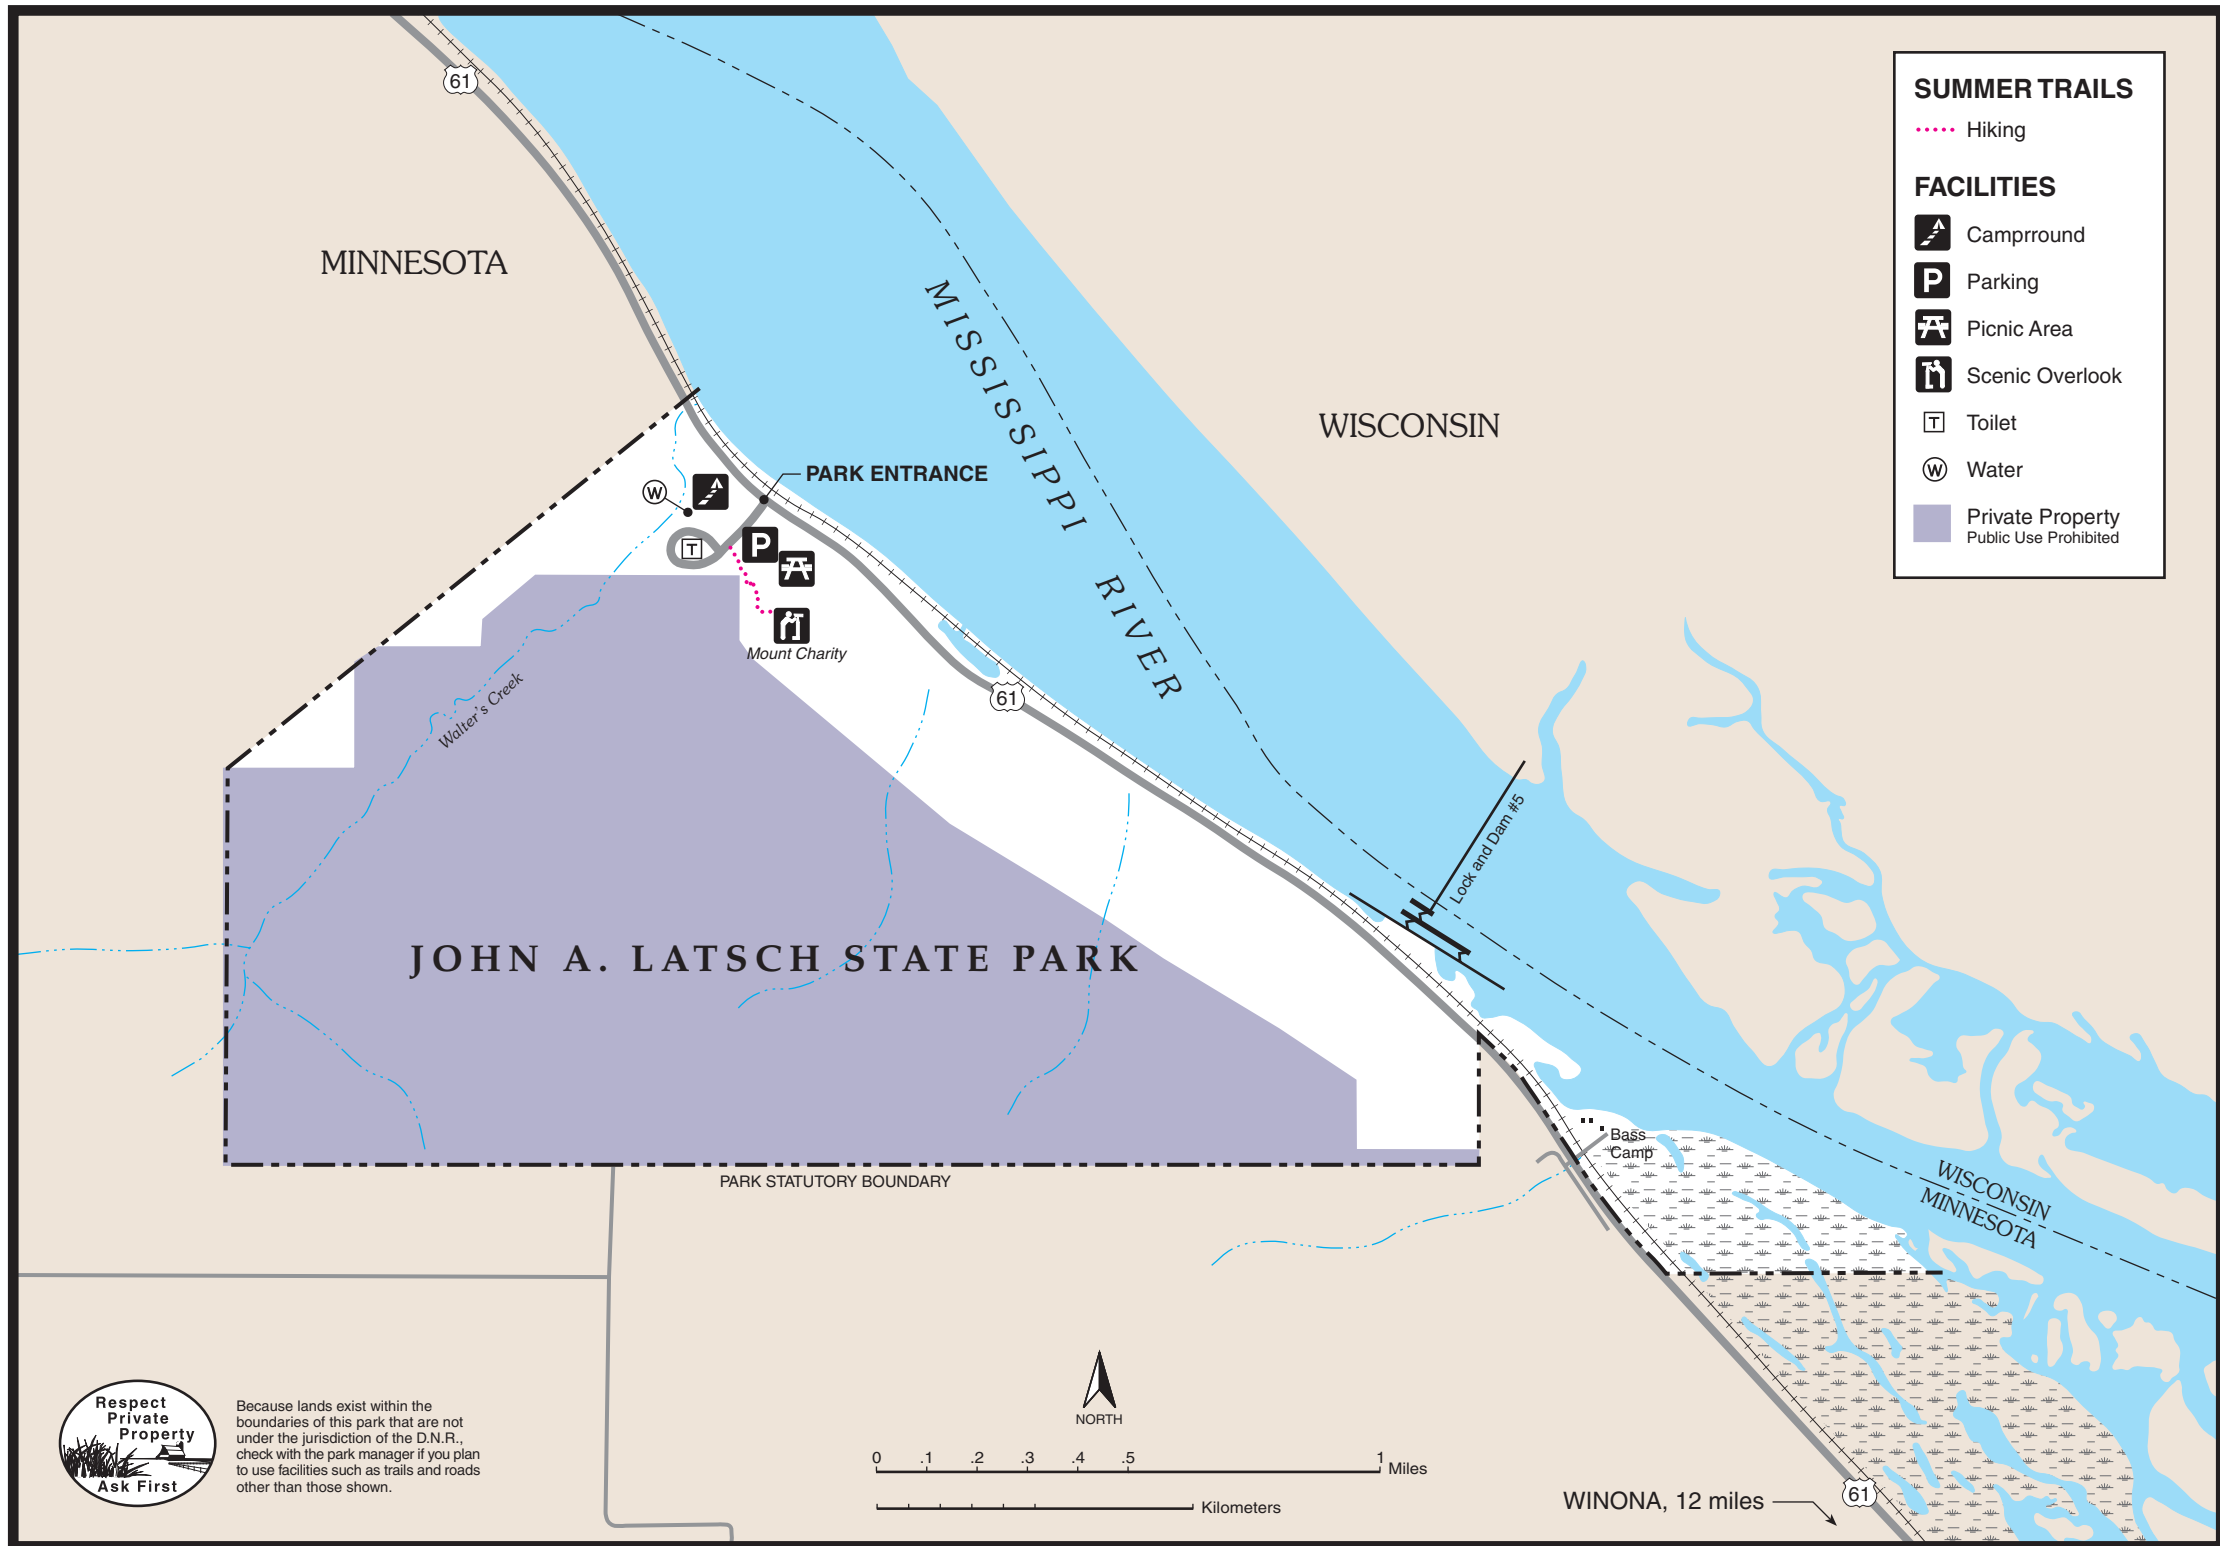 61
MINNESOTA
MISSISSIPPI RIVER
WISCONSIN
SUMMER TRAILS
Hiking
FACILITIES
Camprround
P Parking
Picnic Area
Scenic Overlook
T Toilet
W Water
Private Property
Public Use Prohibited
PARK ENTRANCE
W
T
P
Mount Charity
Walter's Creek
61
Lock and Dam #5
JOHN A. LATSCH STATE PARK
Bass
Camp
PARK STATUTORY BOUNDARY
WISCONSIN
MINNESOTA
Respect
Private
Property
Ask First
Because lands exist within the
boundaries of this park that are not
under the jurisdiction of the D.N.R.,
check with the park manager if you plan
to use facilities such as trails and roads
other than those shown.
NORTH
0 .1 .2 .3 .4 .5 1
Miles
Kilometers
WINONA, 12 miles
61